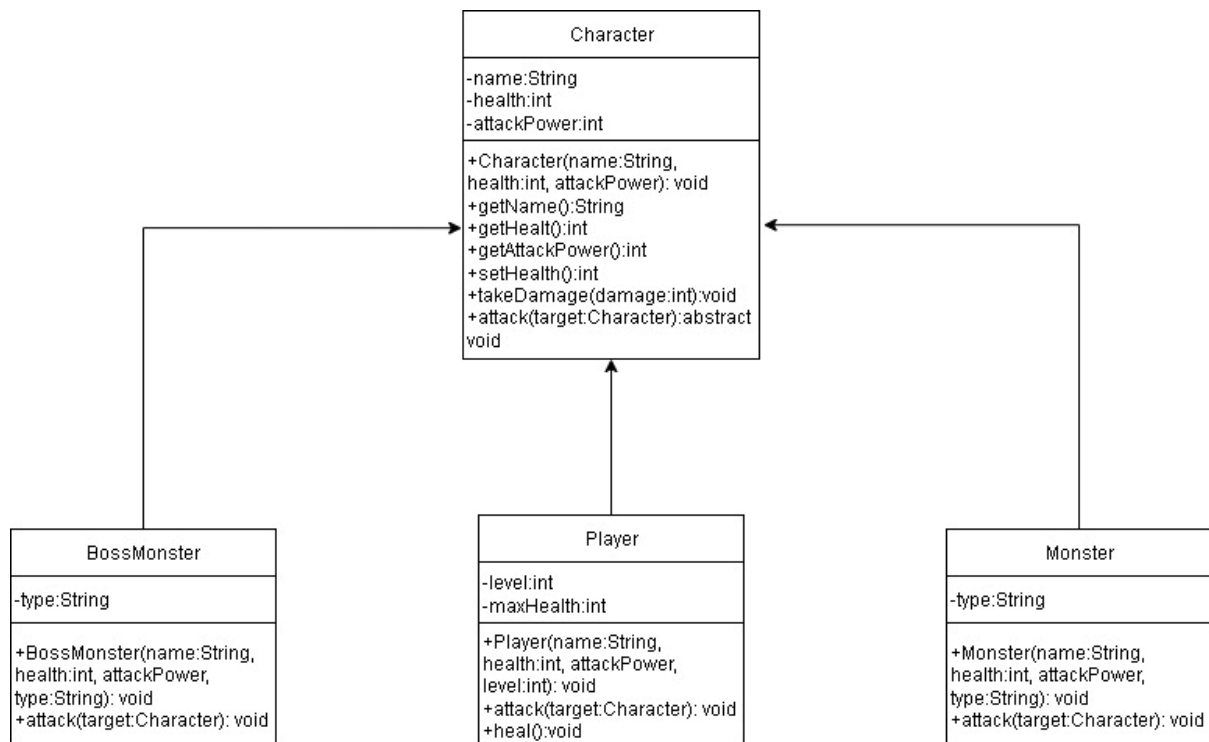 Character
-name:String
-health:int
-attackPower:int
+Character(name:String,
health:int, attackPower): void
+getName():String
+getHealt():int
+getAttackPower():int
+setHealth():int
+takeDamage(damage:int):void
+attack(target:Character):abstract
void
BossMonster
-type:String
+BossMonster(name:String,
health:int, attackPower,
type:String): void
+attack(target:Character): void
Player
-level:int
-maxHealth:int
+Player(name:String,
health:int, attackPower,
level:int): void
+attack(target:Character): void
+heal():void
Monster
-type:String
+Monster(name:String,
health:int, attackPower,
type:String): void
+attack(target:Character): void